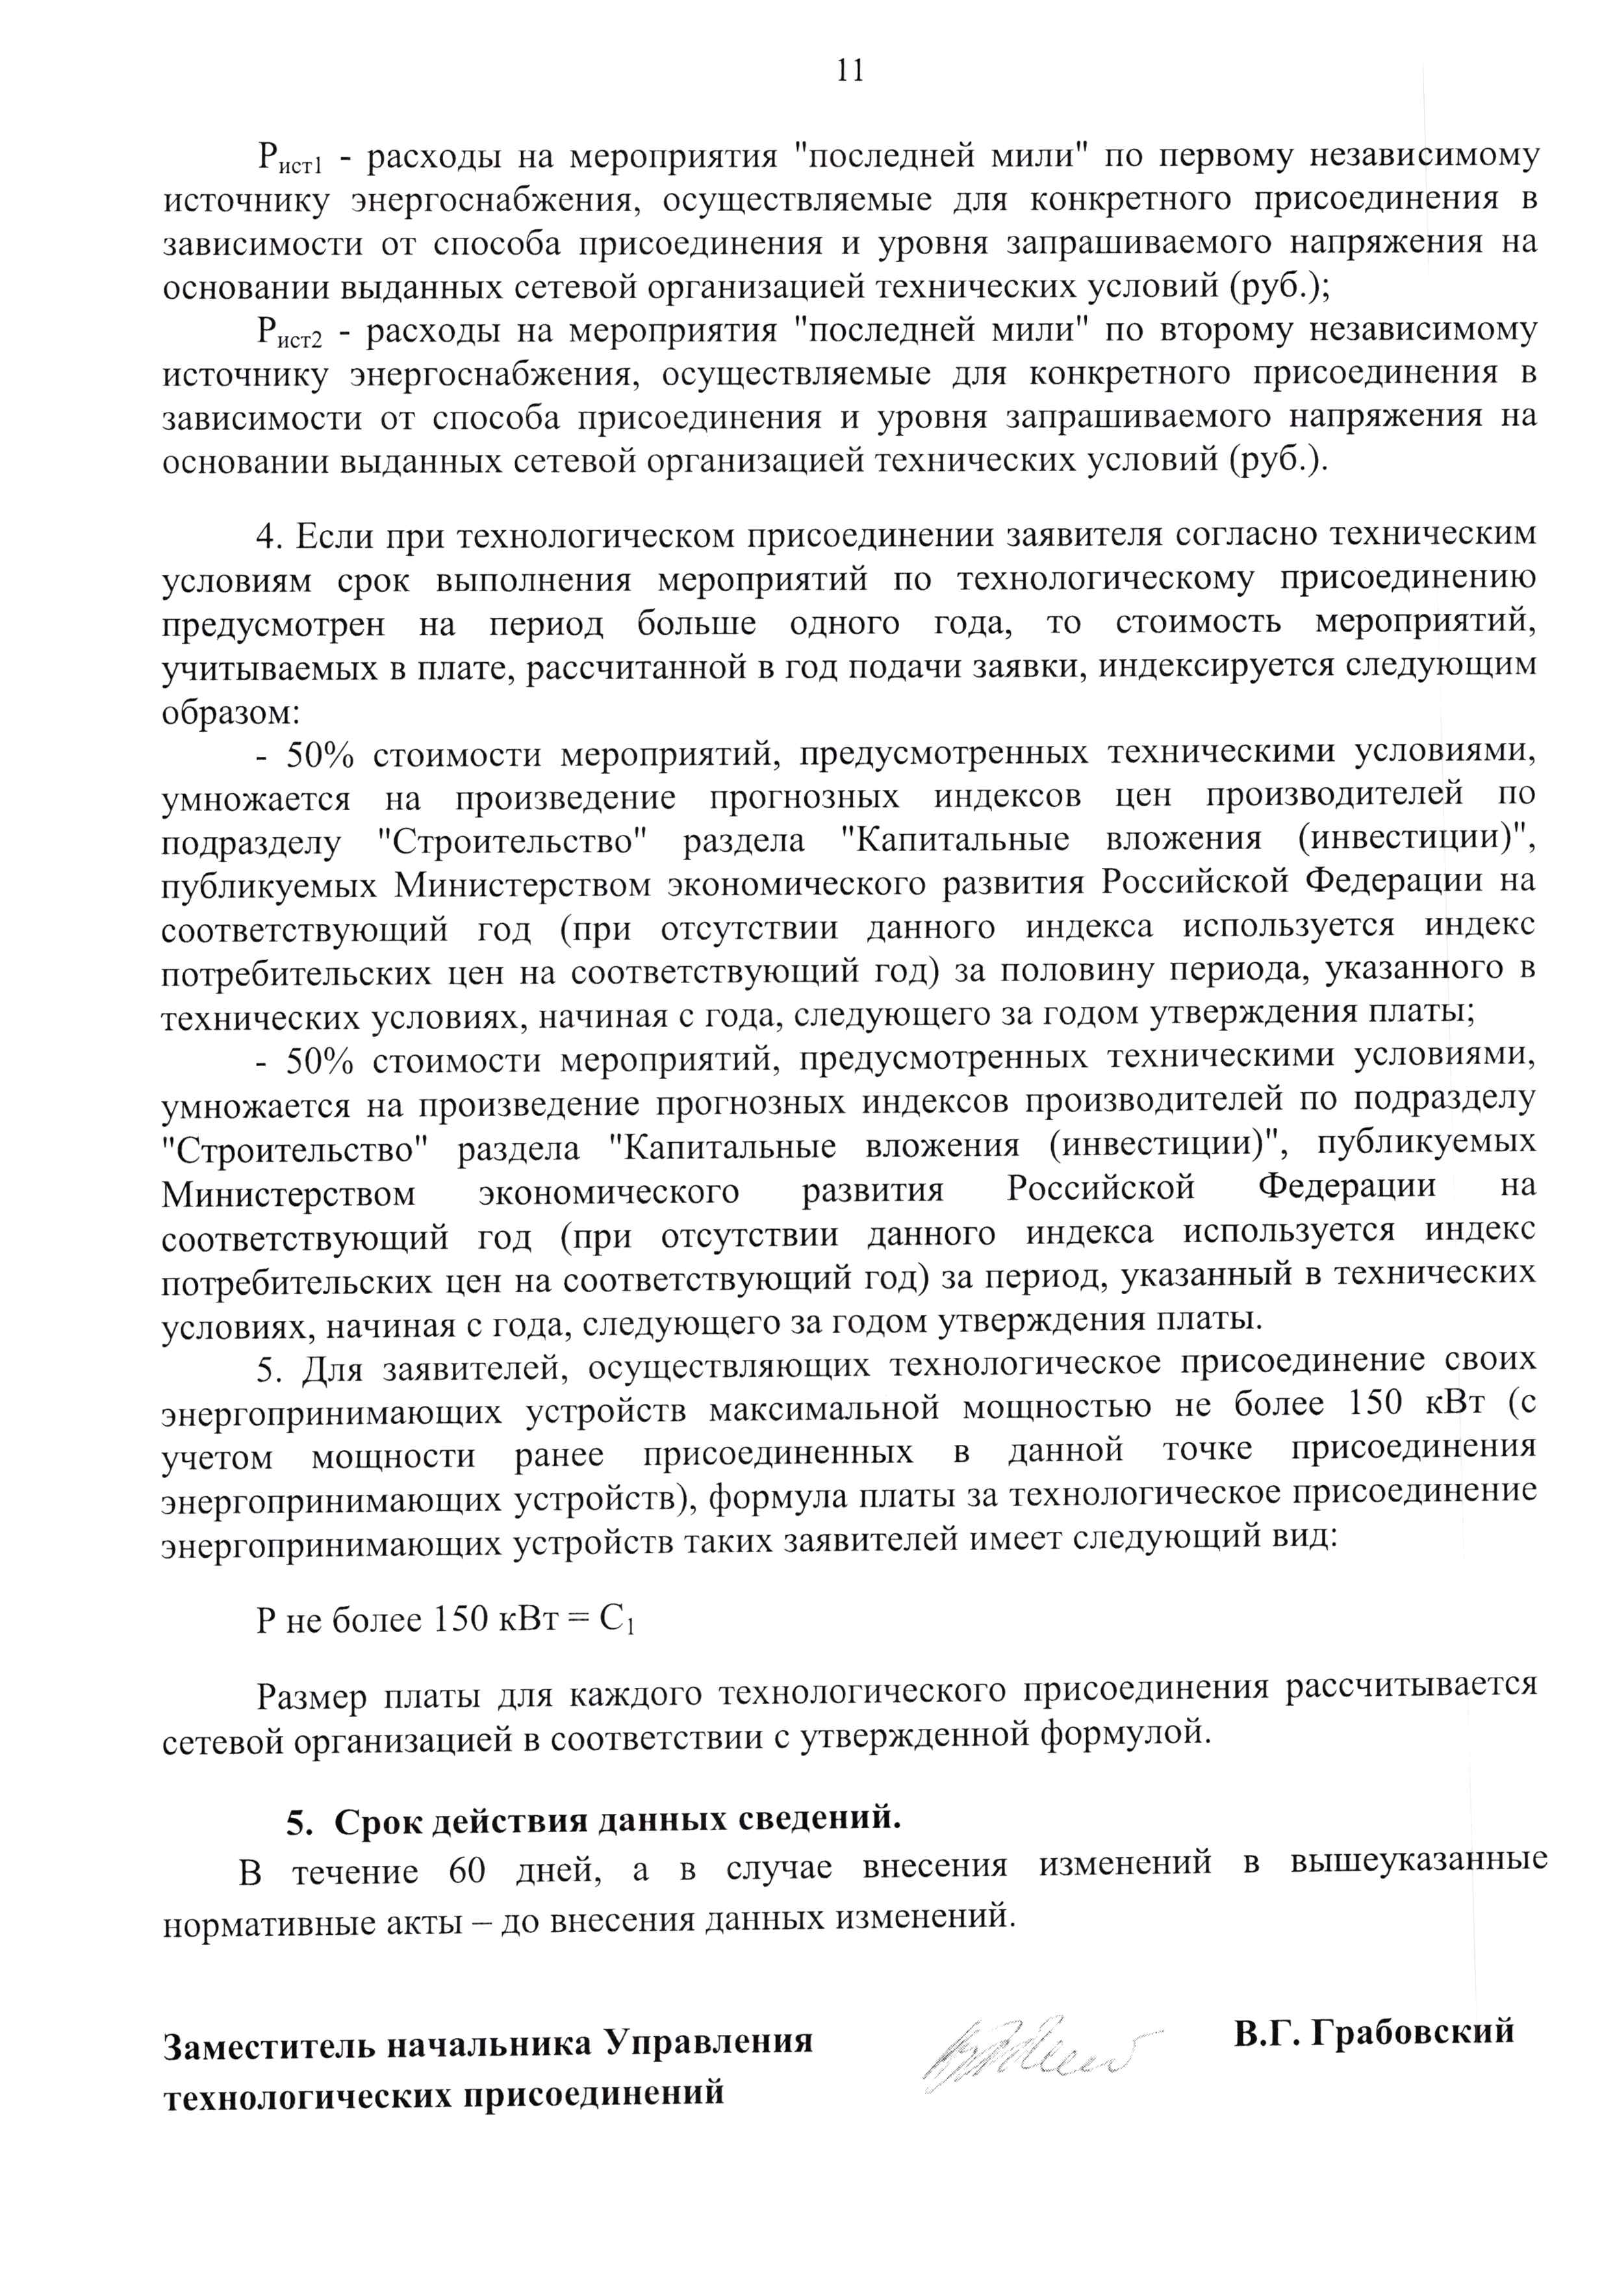 11
Рист1 - расходы на мероприятия "последней мили" по первому независимому
источнику энергоснабжения, осуществляемые для конкретного присоединения в
зависимости от способа присоединения и уровня запрашиваемого напряжения на
основании выданных сетевой организацией технических условий (руб.);
Рист2 - расходы на мероприятия "последней мили" по второму независимому
источнику энергоснабжения, осуществляемые для конкретного присоединения в
зависимости от способа присоединения и уровня запрашиваемого напряжения на
основании выданных сетевой организацией технических условий (руб.).
4. Если при технологическом присоединении заявителя согласно техническим
условиям срок выполнения мероприятий по технологическому присоединению
предусмотрен на период больше одного года, то стоимость мероприятий,
учитываемых в плате, рассчитанной в год подачи заявки, индексируется следующим
образом:
- 50% стоимости мероприятий, предусмотренных техническими условиями,
умножается на произведение прогнозных индексов цен производителей по
подразделу "Строительство" раздела "Капитальные вложения (инвестиции)",
публикуемых Министерством экономического развития Российской Федерации на
соответствующий год (при отсутствии данного индекса используется индекс
потребительских цен на соответствующий год) за половину периода, указанного в
технических условиях, начиная с года, следующего за годом утверждения платы;
- 50% стоимости мероприятий, предусмотренных техническими условиями,
умножается на произведение прогнозных индексов производителей по подразделу
"Строительство" раздела "Капитальные вложения (инвестиции)", публикуемых
Министерством экономического развития Российской Федерации на
соответствующий год (при отсутствии данного индекса используется индекс
потребительских цен на соответствующий год) за период, указанный в технических
условиях, начиная с года, следующего за годом утверждения платы.
5. Для заявителей, осуществляющих технологическое присоединение своих
энергопринимающих устройств максимальной мощностью не более 150 кВт (с
учетом мощности ранее присоединенных в данной точке присоединения
энергопринимающих устройств), формула платы за технологическое присоединение
энергопринимающих устройств таких заявителей имеет следующий вид:
Р не более 150 кВт = С1
Размер платы для каждого технологического присоединения рассчитывается
сетевой организацией в соответствии с утвержденной формулой.
5. Срок действия данных сведений.
В течение 60 дней, а в случае внесения изменений в вышеуказанные
нормативные акты – до внесения данных изменений.
Заместитель начальника Управления В.Г. Грабовский
технологических присоединений